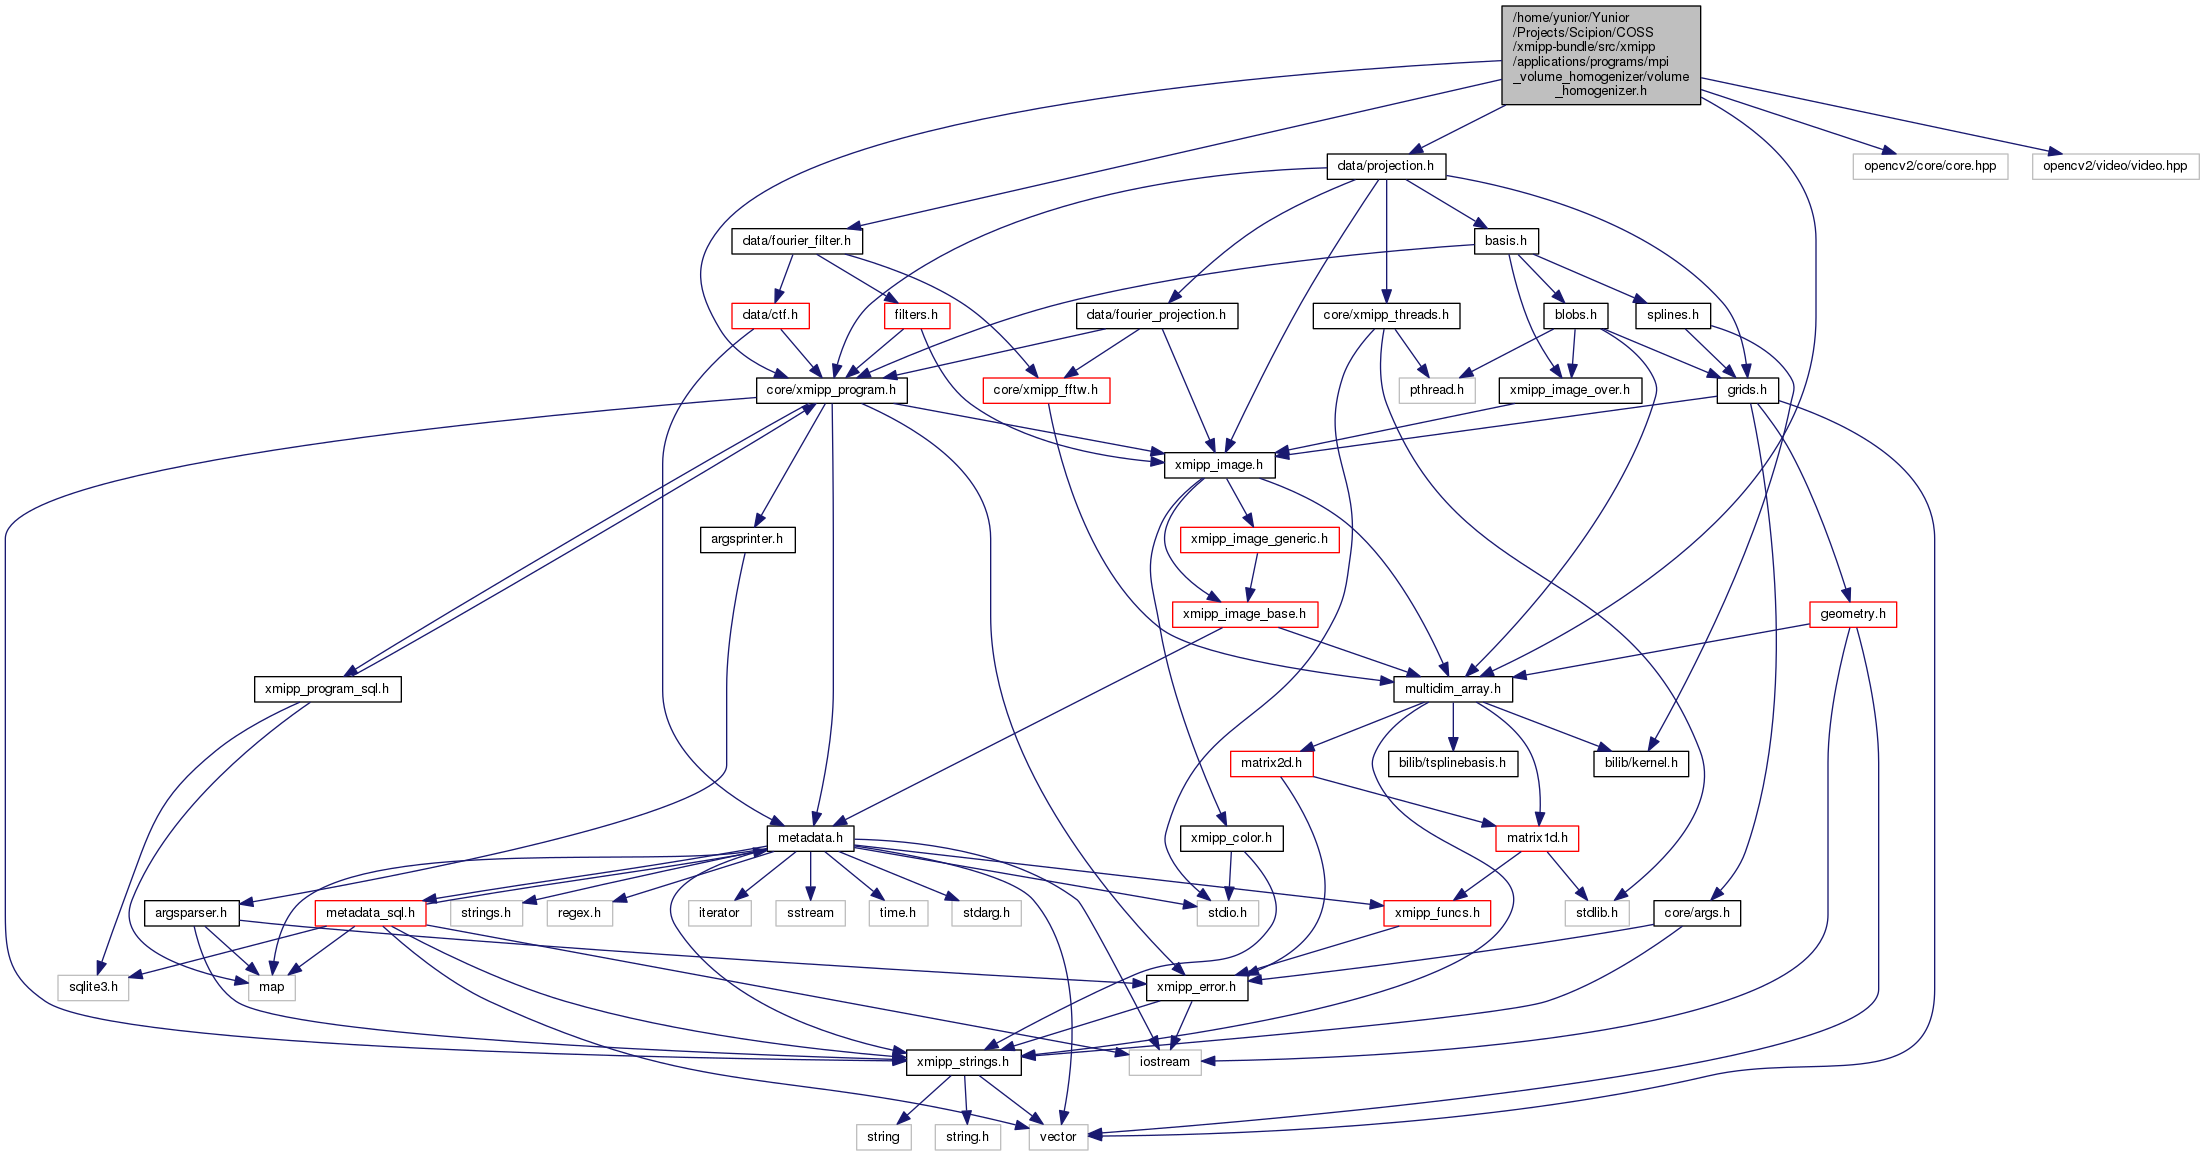 /home/yunior/Yunior
/Projects/Scipion/COSS
/xmipp-bundle/src/xmipp
/applications/programs/mpi
_volume_homogenizer/volume
_homogenizer.h
data/projection.h
opencv2/core/core.hpp
opencv2/video/video.hpp
data/fourier_filter.h
basis.h
data/ctf.h
filters.h
data/fourier_projection.h
core/xmipp_threads.h
blobs.h
splines.h
core/xmipp_program.h
core/xmipp_fftw.h
pthread.h
xmipp_image_over.h
grids.h
xmipp_image.h
argsprinter.h
xmipp_image_generic.h
xmipp_image_base.h
geometry.h
xmipp_program_sql.h
multidim_array.h
matrix2d.h
bilib/tsplinebasis.h
bilib/kernel.h
metadata.h
xmipp_color.h
matrix1d.h
argsparser.h
metadata_sql.h
strings.h
regex.h
iterator
sstream
time.h
stdarg.h
stdio.h
xmipp_funcs.h
stdlib.h
core/args.h
sqlite3.h
map
xmipp_error.h
xmipp_strings.h
iostream
string
string.h
vector